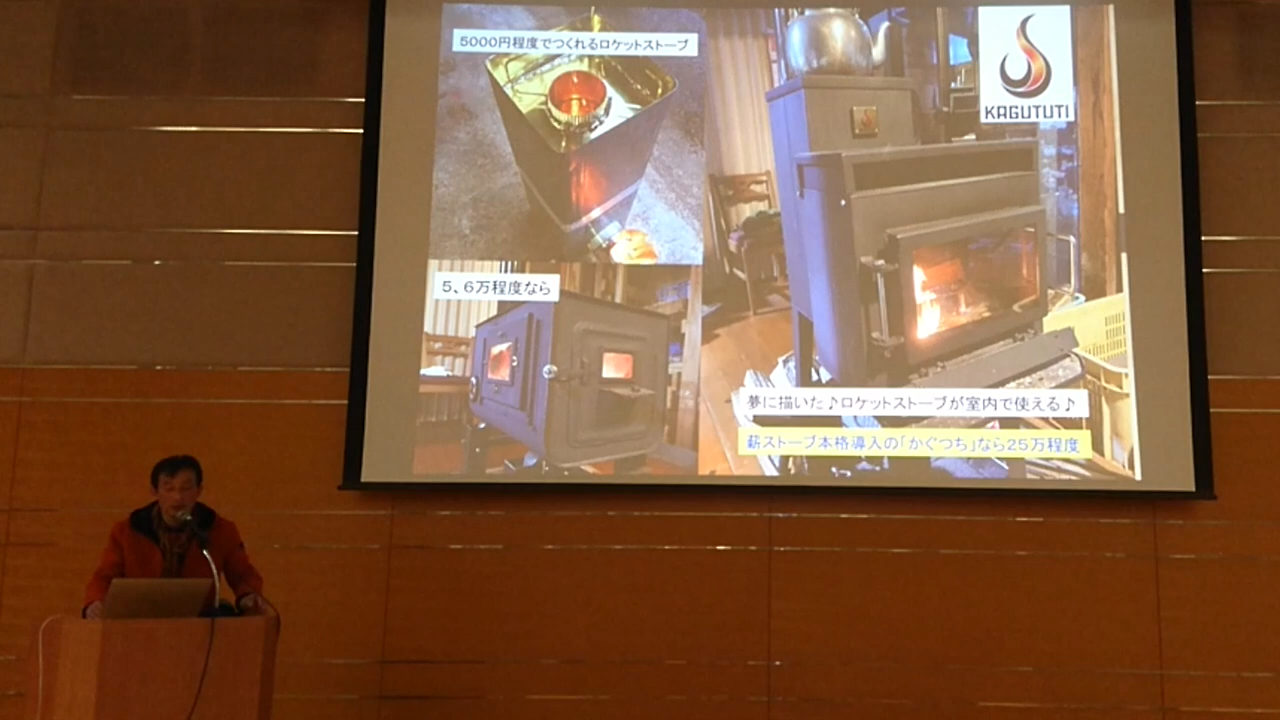 5000円程度でつくれるロケットストーブ
KAGUTUTI
5、6万程度なら
夢に描いた♪ロケットストーブが室内で使える♪
薪ストーブ本格導入の「かぐつち」なら25万程度